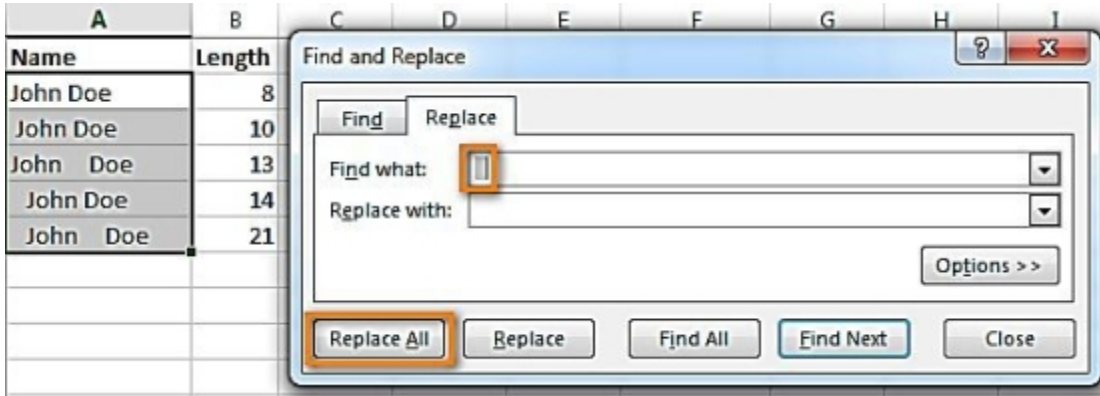 A B C D E F G H I
Name Length Find and Replace
John Doe 8
John Doe 10 Find Replace
John Doe 13 Find what:
John Doe 14 Replace with:
John Doe 21
Options >>
Replace All Replace Find All Find Next Close